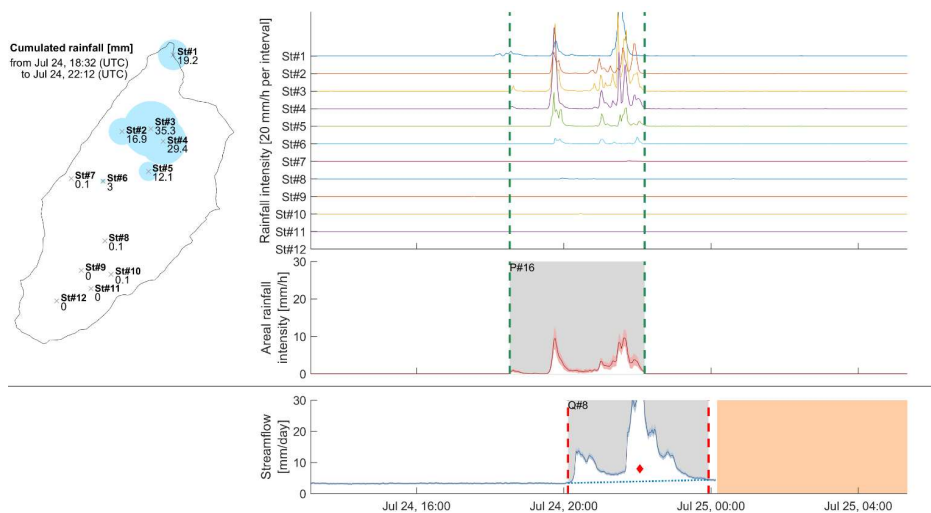 Cumulated rainfall [mm]
from Jul 24, 18:32 (UTC)
to Jul 24, 22:12 (UTC)
St#1
19.2
St#2
16.9
St#3
35.3
St#4
29.4
St#5
12.1
St#7
0.1
St#6
3
St#8
0.1
St#9
0
St#10
0.1
St#11
0
St#12
0
Rainfall intensity [20 mm/h per interval]
St#1
St#2
St#3
St#4
St#5
St#6
St#7
St#8
St#9
St#10
St#11
St#12
Areal rainfall
intensity [mm/h]
30
20
10
0
P#16
Streamflow
[mm/day]
30
20
10
0
Q#8
Jul 24, 16:00
Jul 24, 20:00
Jul 25, 00:00
Jul 25, 04:00